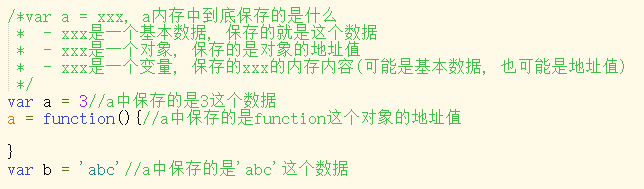 /*var a = xxx, a内存中到底保存的是什么
* - xxx是一个基本数据, 保存的就是这个数据
* - xxx是一个对象, 保存的是对象的地址值
* - xxx是一个变量, 保存的xxx的内存内容(可能是基本数据, 也可能是地址值)
*/
var a = 3//a中保存的是3这个数据
a = function(){//a中保存的是function这个对象的地址值
}
var b = 'abc'//a中保存的是'abc'这个数据